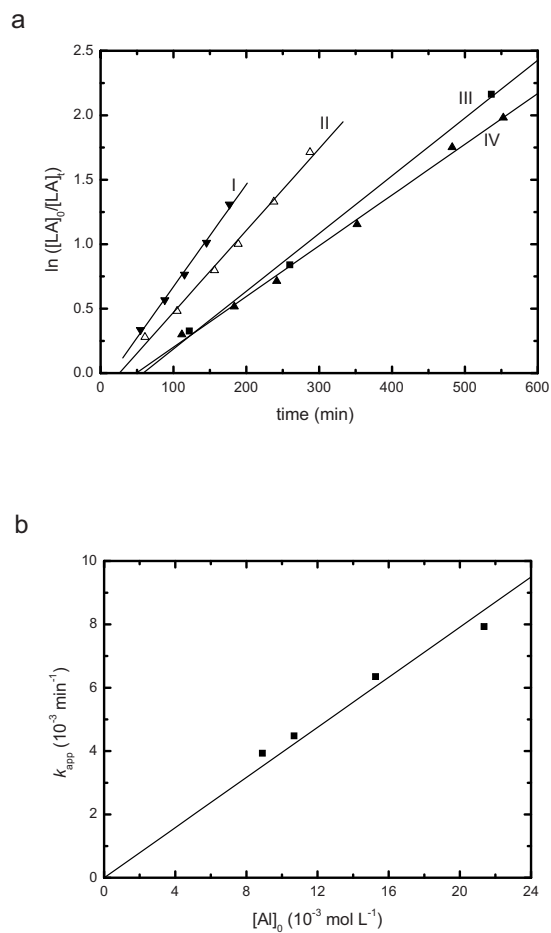 a
ln ([LA]₀/[LA]ₜ)
2.5
2.0
1.5
1.0
0.5
0.0
I
II
III
IV
0 100 200 300 400 500 600
time (min)
b
k_app (10⁻³ min⁻¹)
10
8
6
4
2
0
0 4 8 12 16 20 24
[Al]₀ (10⁻³ mol L⁻¹)